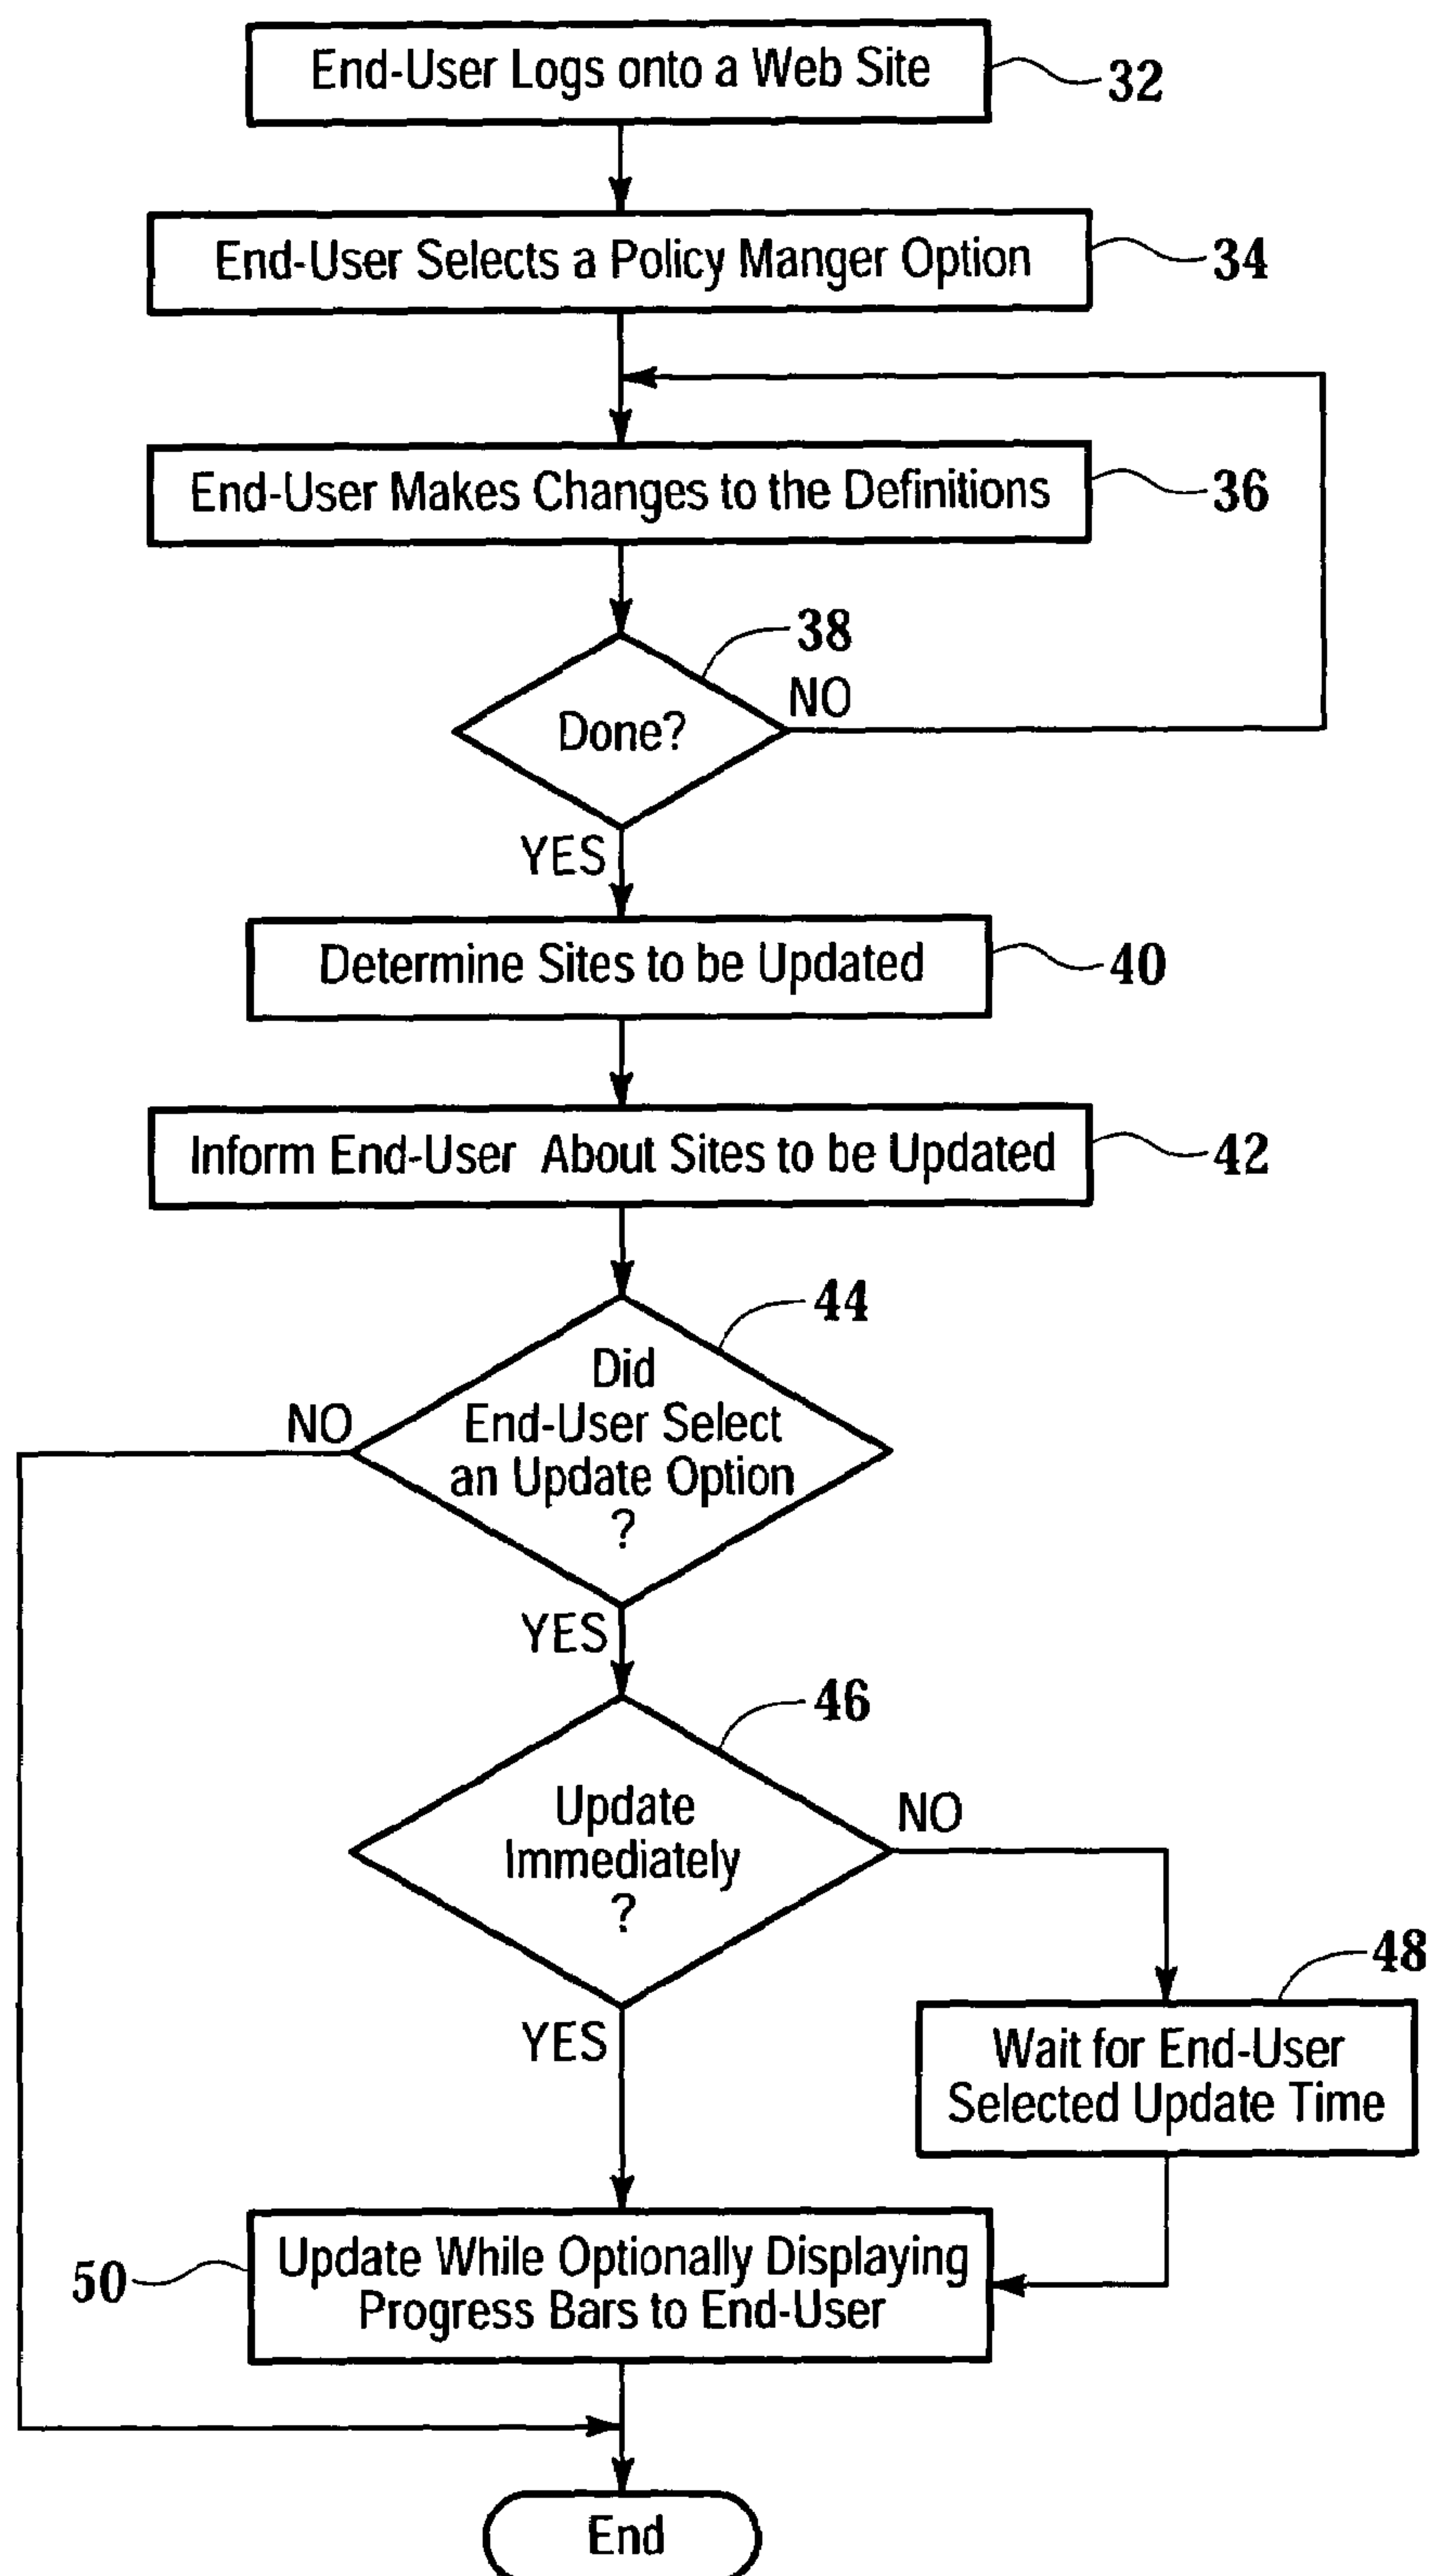 End-User Logs onto a Web Site
32
End-User Selects a Policy Manger Option
34
End-User Makes Changes to the Definitions
36
38
NO
Done?
YES
Determine Sites to be Updated
40
Inform End-User About Sites to be Updated
42
44
NO
Did
End-User Select
an Update Option
?
YES
46
Update
Immediately
?
NO
YES
48
Wait for End-User
Selected Update Time
50
Update While Optionally Displaying
Progress Bars to End-User
End